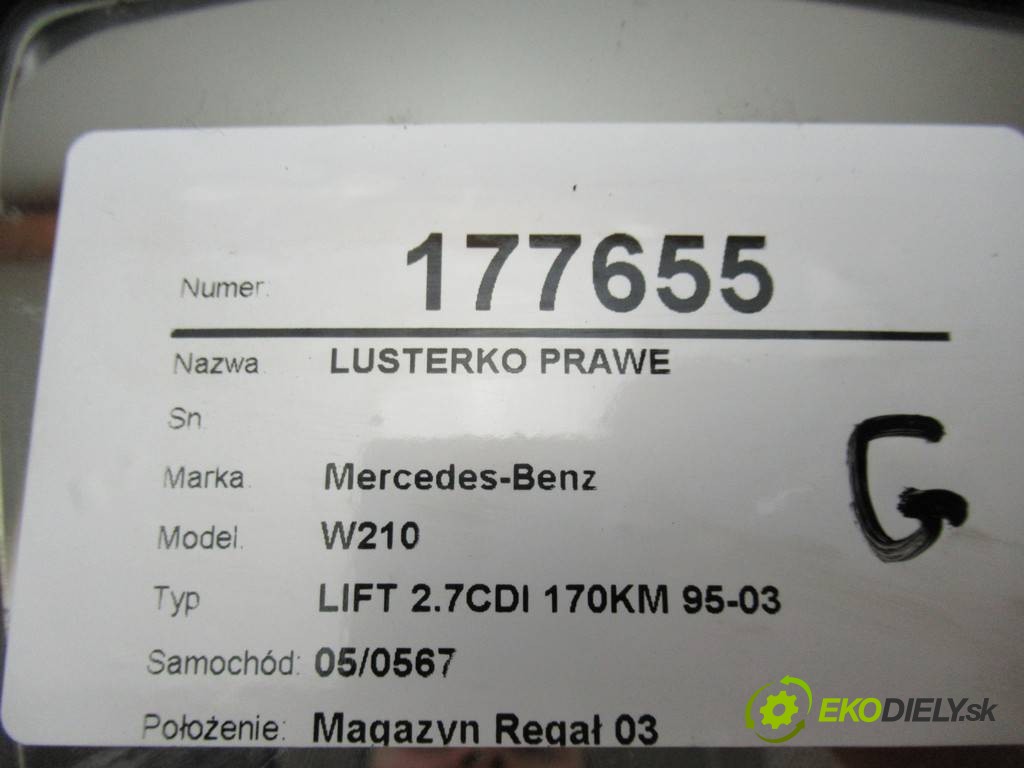 Numer: 177655
Nazwa LUSTERKO PRAWE
Sn.
Marka. Mercedes-Benz
Model. W210
Typ LIFT 2.7CDI 170KM 95-03
Samochód: 05/0567
Położenie: Magazyn Regał 03
G
EKODIELY.sk